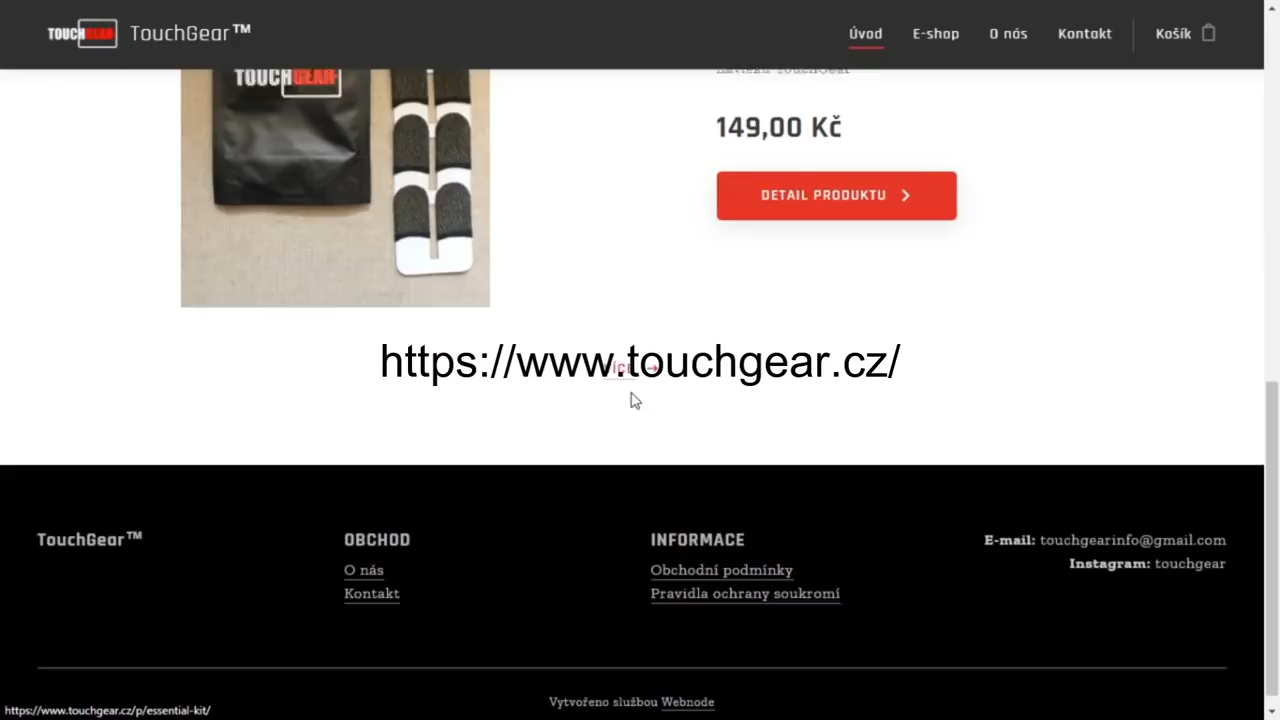 TOUCHGEAR TouchGear™
Úvod E-shop O nás Kontakt Košík
TOUCHGEAR
149,00 Kč
DETAIL PRODUKTU
https://www.touchgear.cz/
TouchGear™
OBCHOD
O nás
Kontakt
INFORMACE
Obchodní podmínky
Pravidla ochrany soukromí
E-mail: touchgearinfo@gmail.com
Instagram: touchgear
Vytvořeno službou Webnode
https://www.touchgear.cz/p/essential-kit/